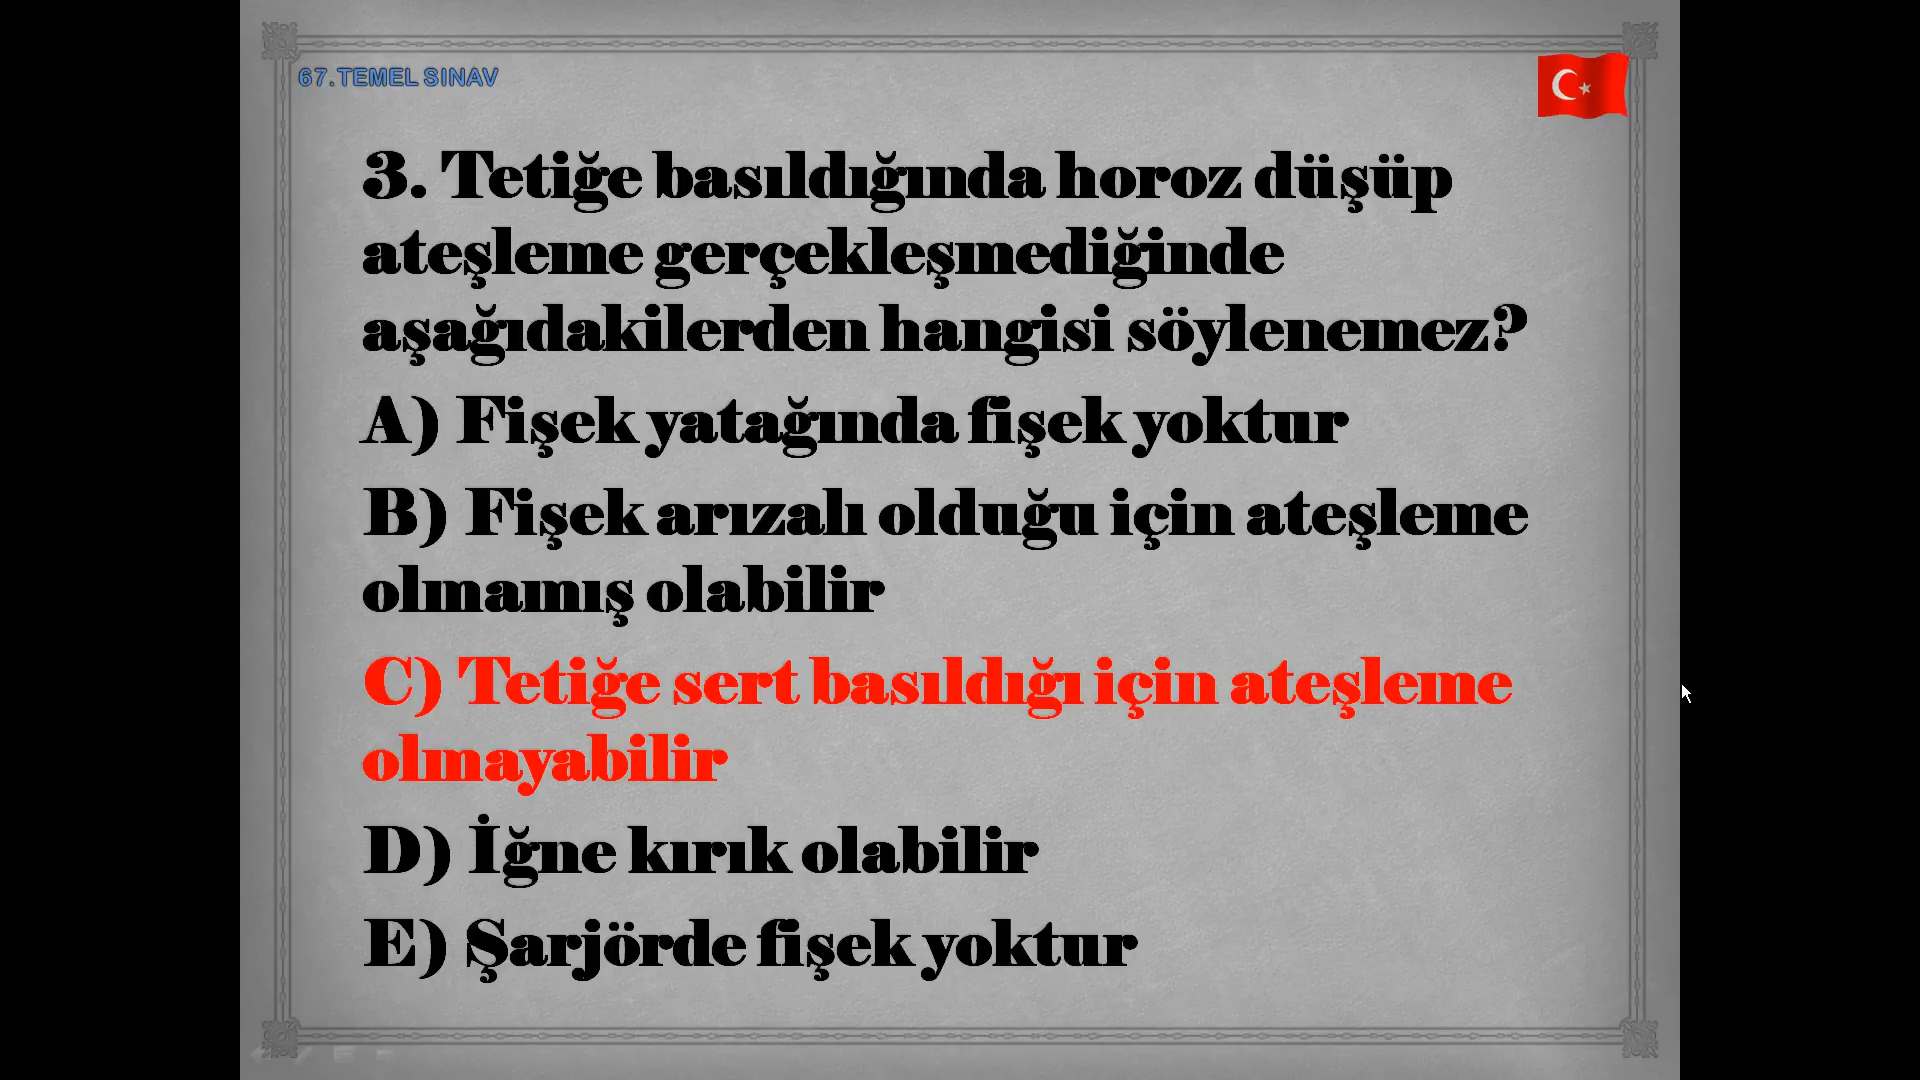 67.TEMEL SINAV
3. Tetiğe basıldığında horoz düşüp
ateşleme gerçekleşmediğinde
aşağıdakilerden hangisi söylenemez?
A) Fişek yatağında fişek yoktur
B) Fişek arızalı olduğu için ateşleme
olmamış olabilir
C) Tetiğe sert basıldığı için ateşleme
olmayabilir
D) İğne kırık olabilir
E) Şarjörde fişek yoktur